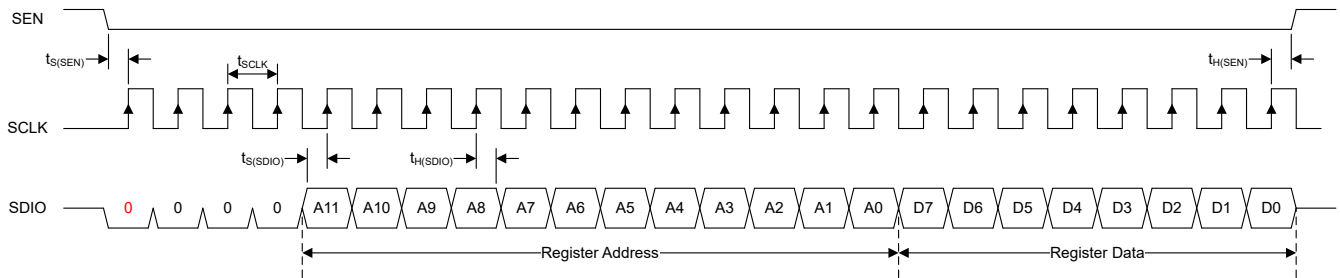 SEN
tS(SEN)
tSCLK
tH(SEN)
SCLK
tS(SDIO)
tH(SDIO)
SDIO 0 0 0 0 A11 A10 A9 A8 A7 A6 A5 A4 A3 A2 A1 A0 D7 D6 D5 D4 D3 D2 D1 D0
Register Address Register Data